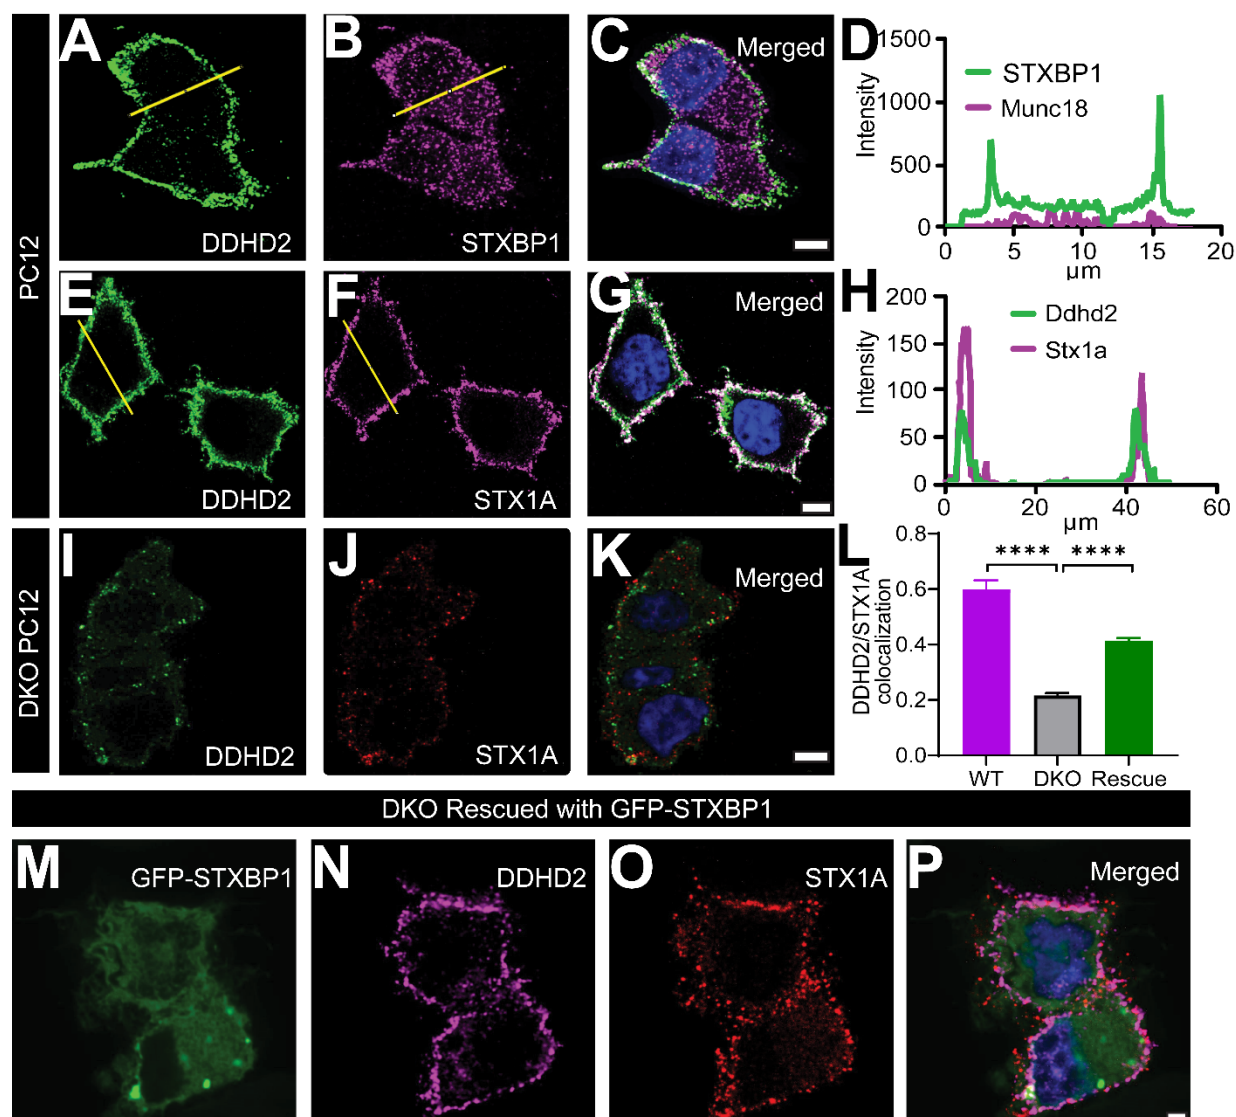 PC12
A
DDHD2
B
STXBP1
C
Merged
D
1500
1000
500
0
Intensity
STXBP1
Munc18
5
10
15
20
µm
E
DDHD2
F
STX1A
G
Merged
H
200
150
100
50
0
Intensity
Ddhd2
Stx1a
0
20
40
60
µm
DKO PC12
I
DDHD2
J
STX1A
K
Merged
L
DDHD2/STX1A
colocalization
0.8
0.6
0.4
0.2
0.0
**** ****
WT DKO Rescue
DKO Rescued with GFP-STXBP1
M
GFP-STXBP1
N
DDHD2
O
STX1A
P
Merged